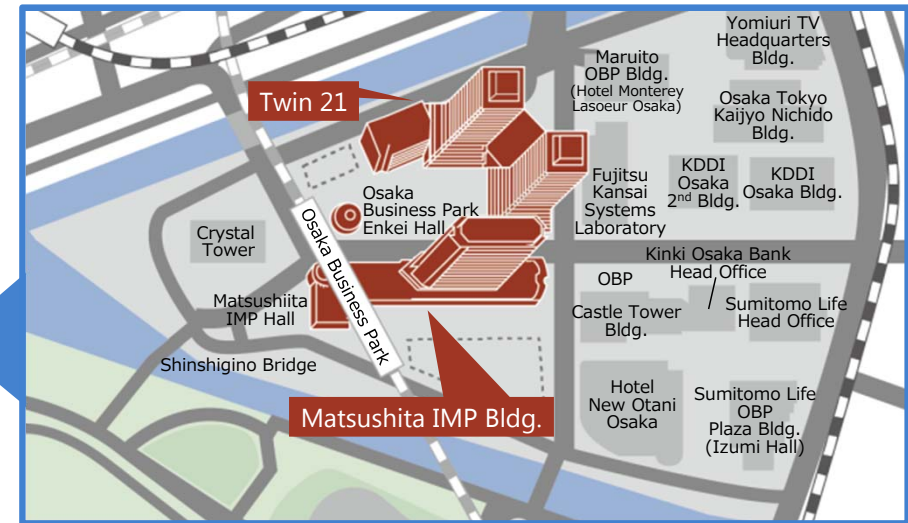 Yomiuri TV
Headquarters
Bldg.
Maruito
OBP Bldg.
(Hotel Monterey
Lasoeur Osaka)
Twin 21
Osaka Tokyo
Kaijyo Nichido
Bldg.
Fujitsu
Kansai
Systems
Laboratory
KDDI
Osaka
2nd Bldg.
KDDI
Osaka Bldg.
Osaka
Business Park
Enkei Hall
Crystal
Tower
Osaka Business Park
Kinki Osaka Bank
Head Office
OBP
Castle Tower
Bldg.
Sumitomo Life
Head Office
Matsushiita
IMP Hall
Shinshigino Bridge
Matsushita IMP Bldg.
Hotel
New Otani
Osaka
Sumitomo Life
OBP
Plaza Bldg.
(Izumi Hall)